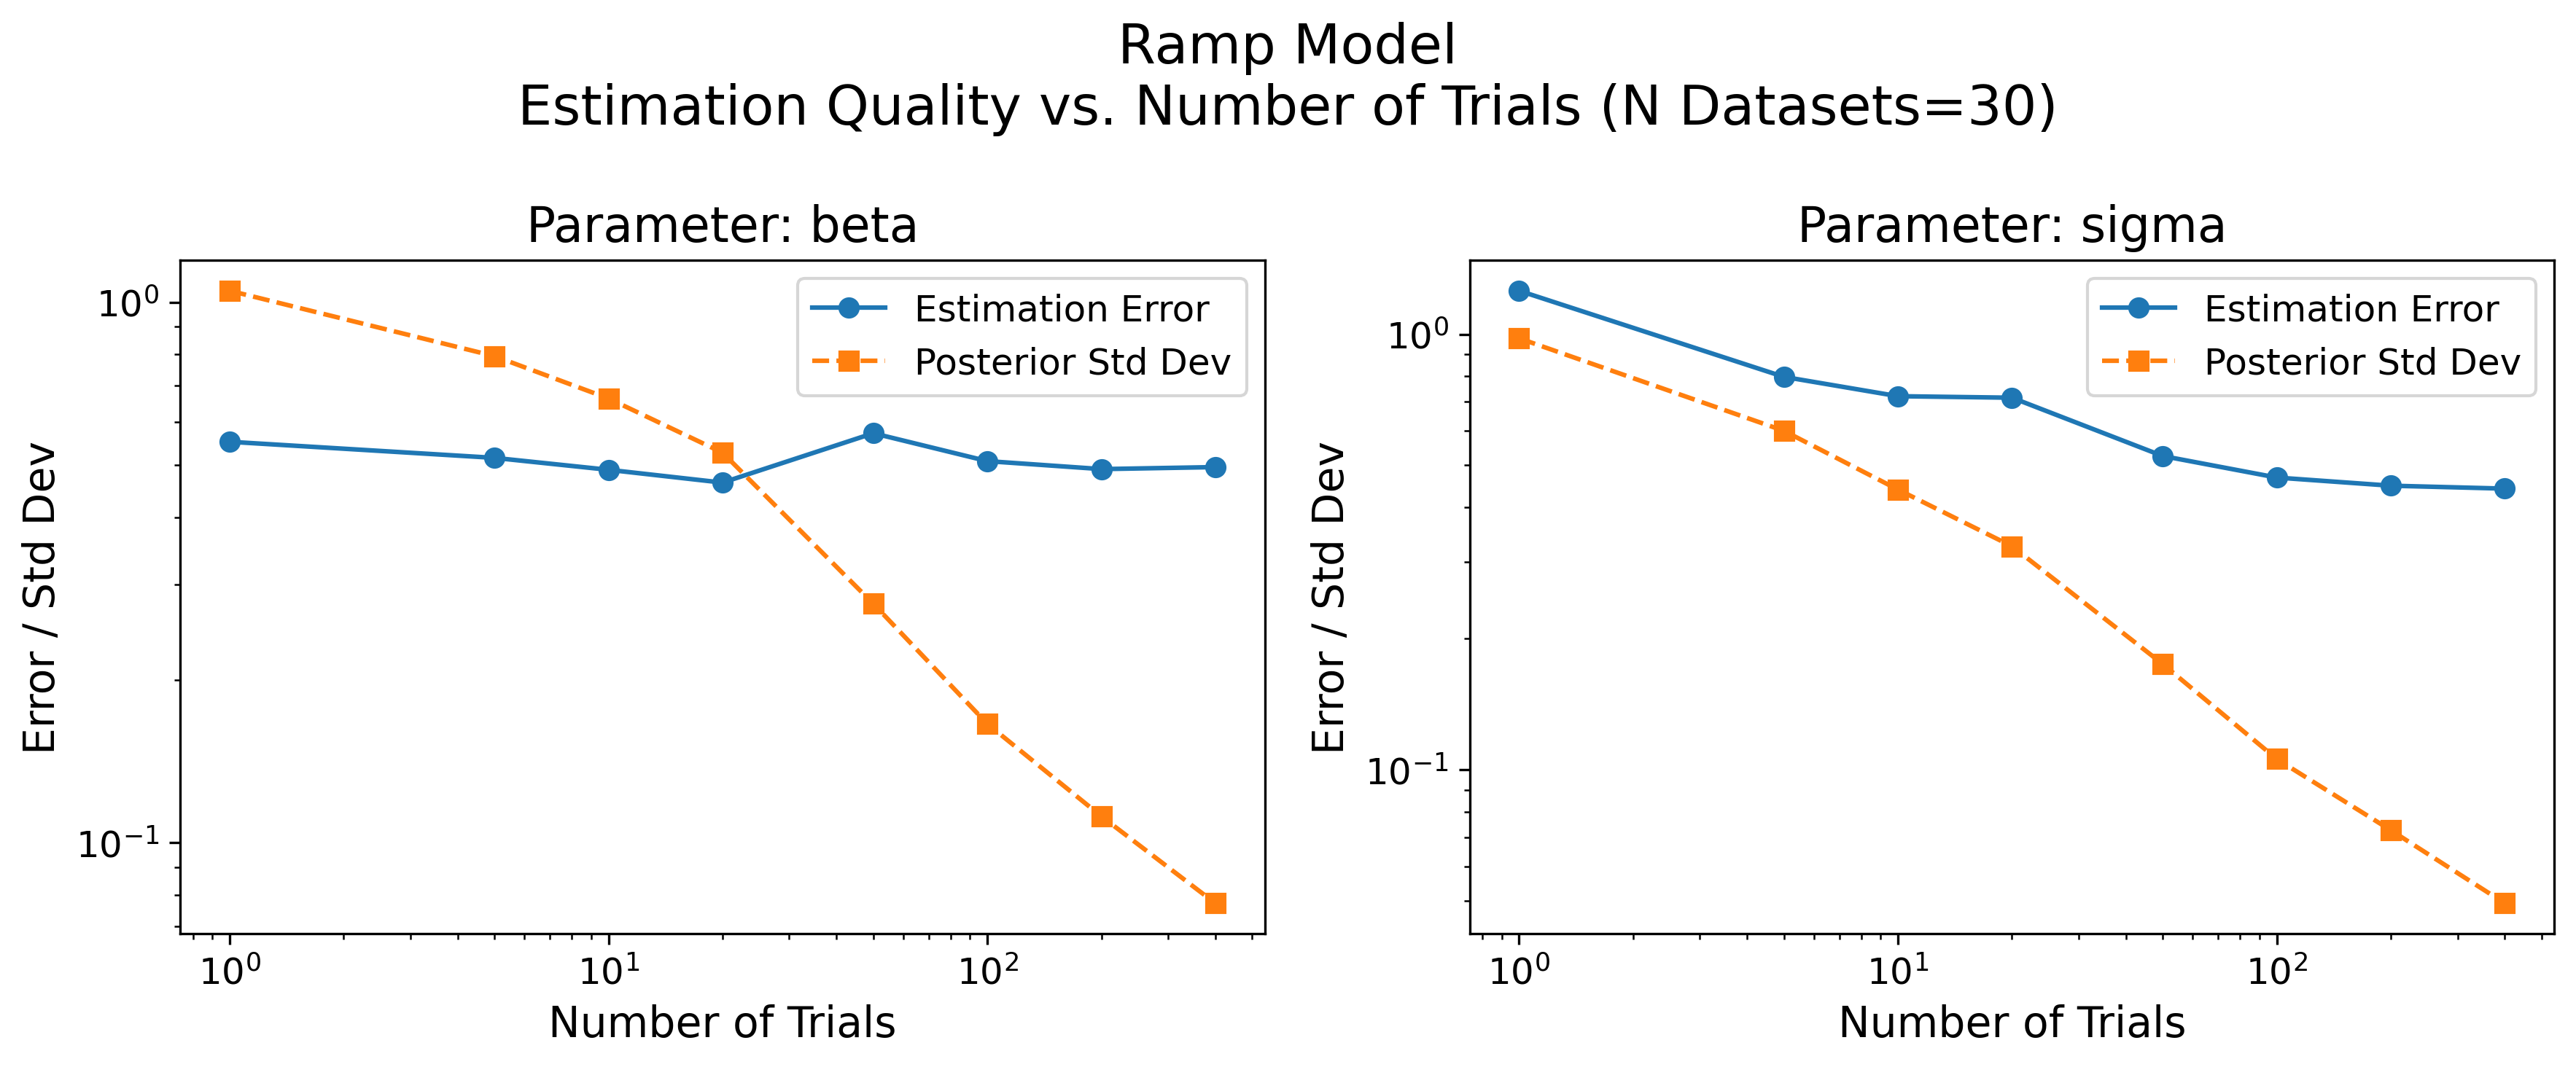 Ramp Model
Estimation Quality vs. Number of Trials (N Datasets=30)
Parameter: beta
Error / Std Dev
10⁰
10⁻¹
Estimation Error
Posterior Std Dev
10⁰ 10¹ 10²
Number of Trials
Parameter: sigma
Error / Std Dev
10⁰
10⁻¹
Estimation Error
Posterior Std Dev
10⁰ 10¹ 10²
Number of Trials